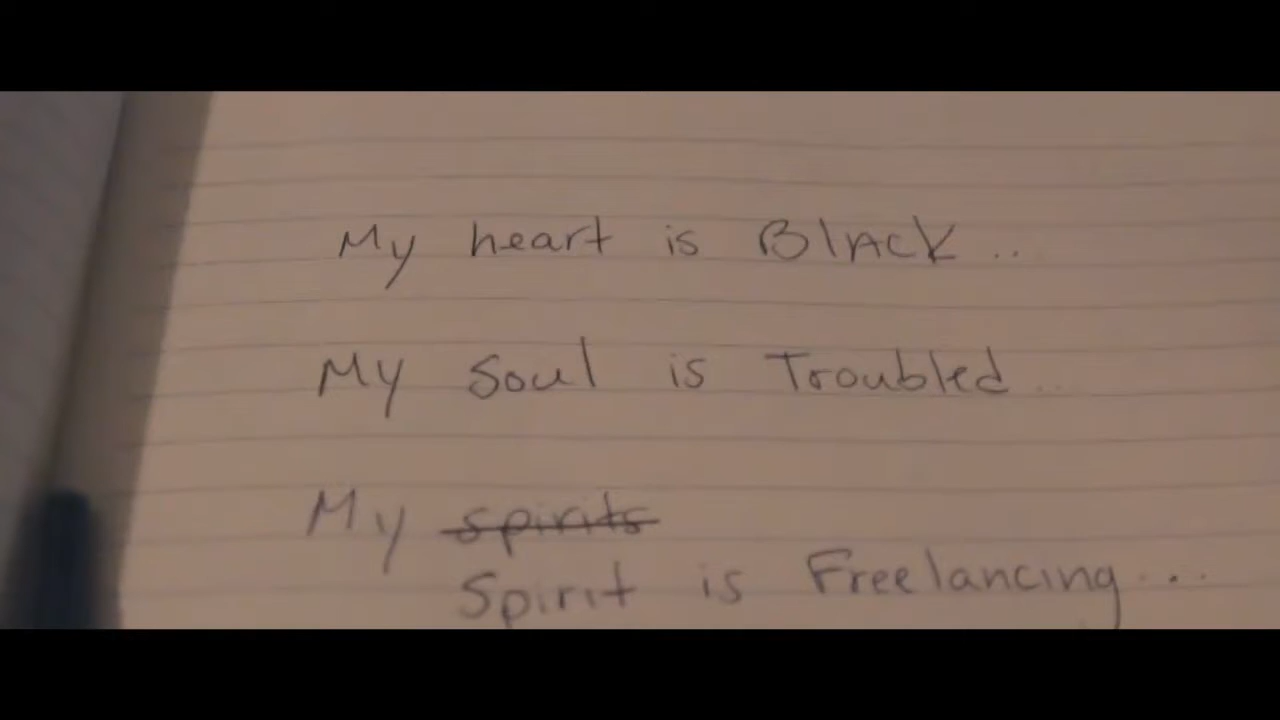 My heart is Black..
My Soul is Troubled..
My spirits
Spirit is Freelancing...